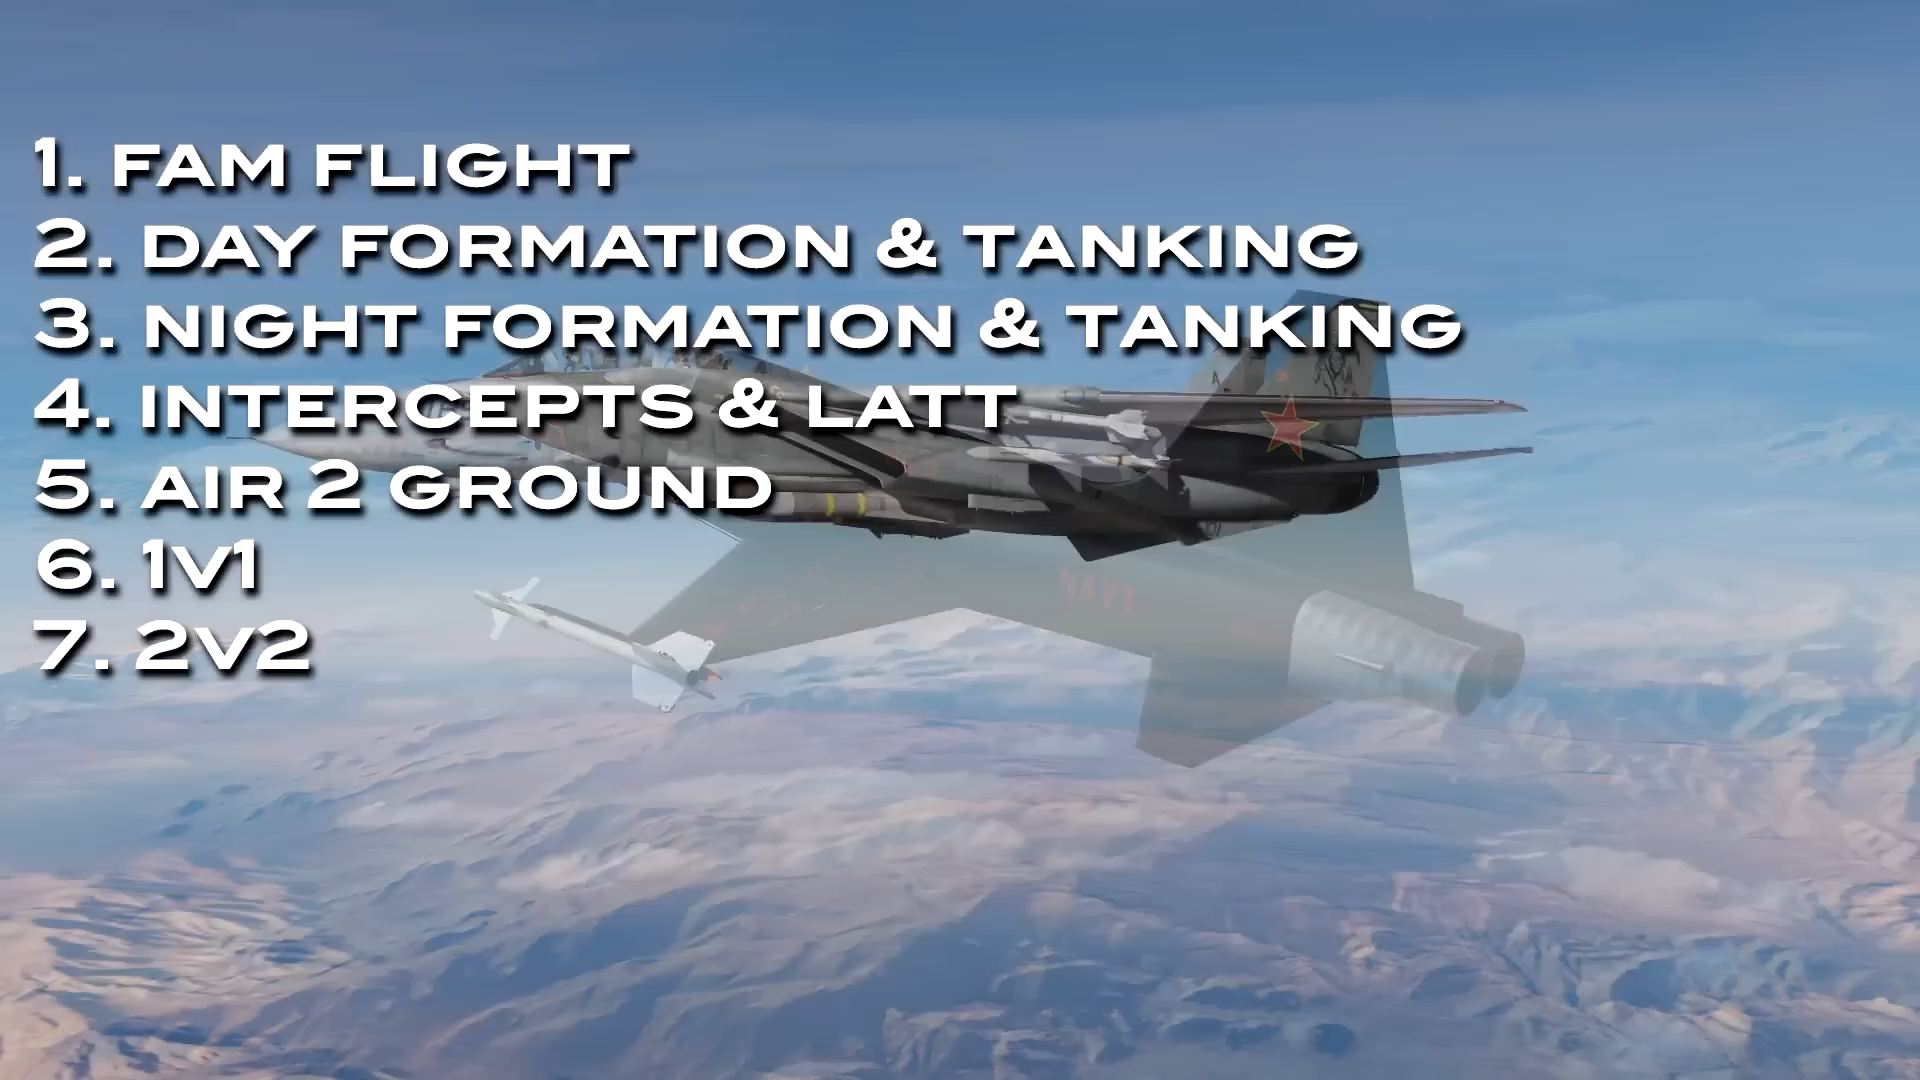 1. FAM FLIGHT
2. DAY FORMATION & TANKING
3. NIGHT FORMATION & TANKING
4. INTERCEPTS & LATT
5. AIR 2 GROUND
6. 1V1
7. 2V2
NAVY